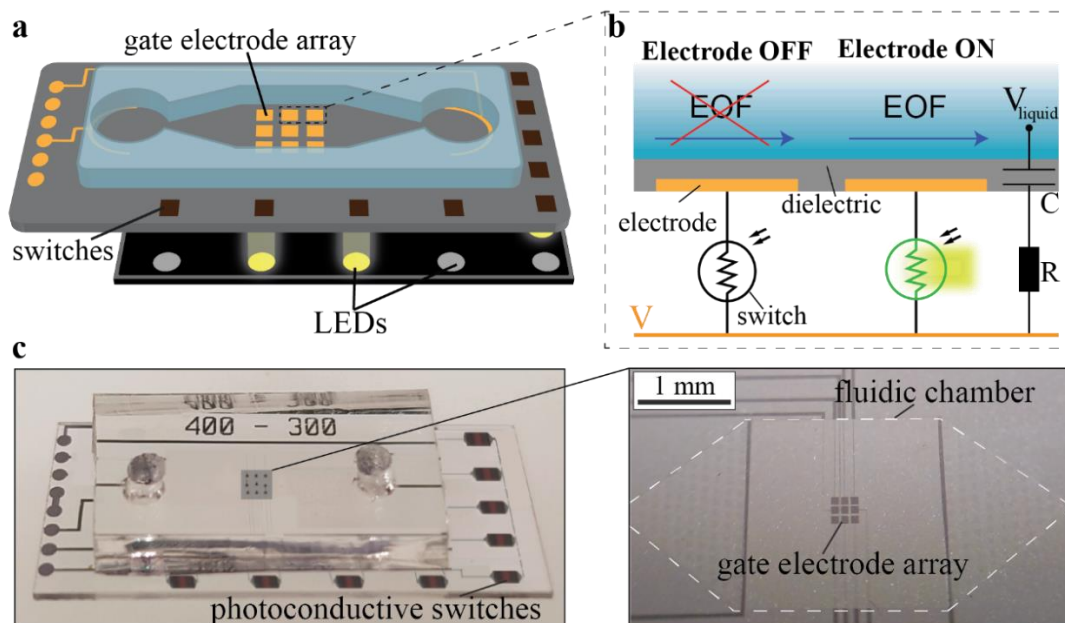 a
gate electrode array
switches
LEDs
b
Electrode OFF
Electrode ON
EOF
EOF
V liquid
electrode
dielectric
C
switch
R
V
c
400 - 300
photoconductive switches
1 mm
fluidic chamber
gate electrode array